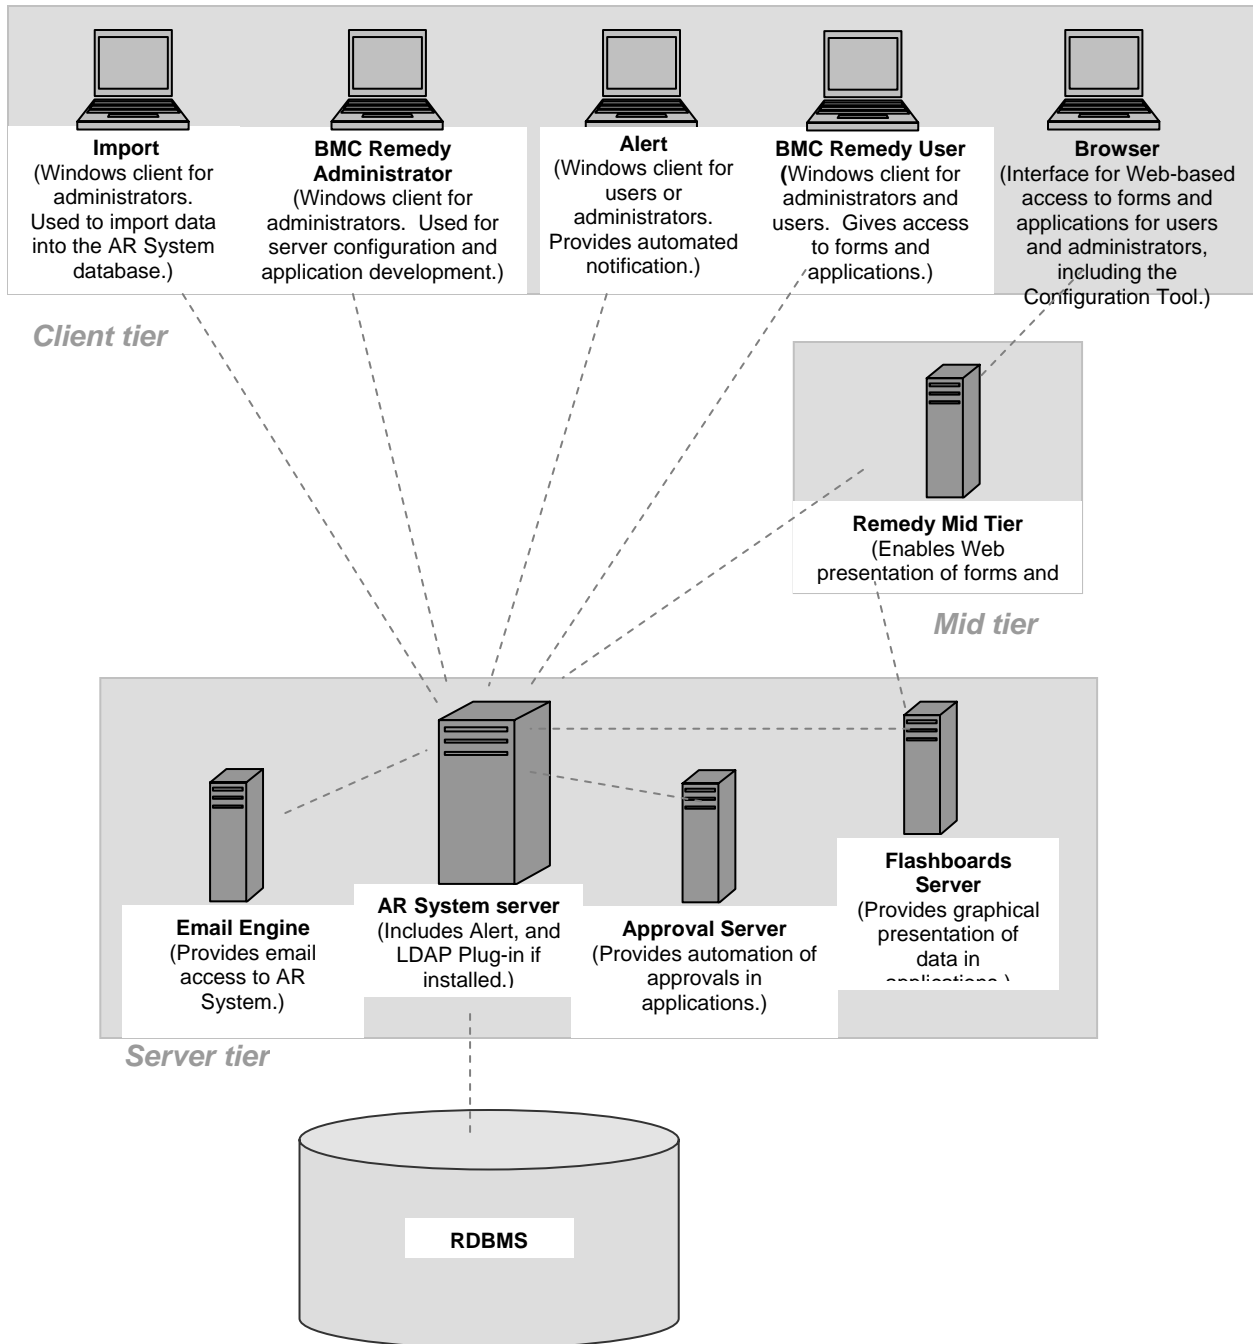 Import
(Windows client for
administrators.
Used to import data
into the AR System
database.)
BMC Remedy
Administrator
(Windows client for
administrators. Used for
server configuration and
application development.)
Alert
(Windows client for
users or
administrators.
Provides automated
notification.)
BMC Remedy User
(Windows client for
administrators and
users. Gives access
to forms and
applications.)
Browser
(Interface for Web-based
access to forms and
applications for users
and administrators,
including the
Configuration Tool.)
Client tier
Remedy Mid Tier
(Enables Web
presentation of forms and
Mid tier
Email Engine
(Provides email
access to AR
System.)
AR System server
(Includes Alert, and
LDAP Plug-in if
installed.)
Approval Server
(Provides automation of
approvals in
applications.)
Flashboards
Server
(Provides graphical
presentation of
data in
applications.)
Server tier
RDBMS